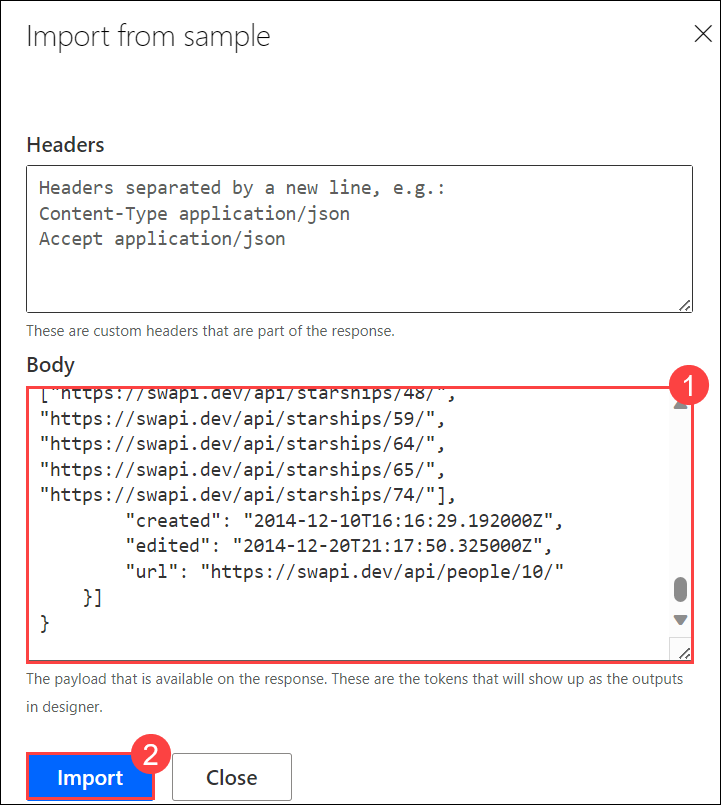 Import from sample
Headers
Headers separated by a new line, e.g.:
Content-Type application/json
Accept application/json
These are custom headers that are part of the response.
Body
1
["https://swapi.dev/api/starships/48/",
"https://swapi.dev/api/starships/59/",
"https://swapi.dev/api/starships/64/",
"https://swapi.dev/api/starships/65/",
"https://swapi.dev/api/starships/74/"],
"created": "2014-12-10T16:16:29.192000Z",
"edited": "2014-12-20T21:17:50.325000Z",
"url": "https://swapi.dev/api/people/10/"
}]
}
The payload that is available on the response. These are the tokens that will show up as the outputs
in designer.
2
Import
Close